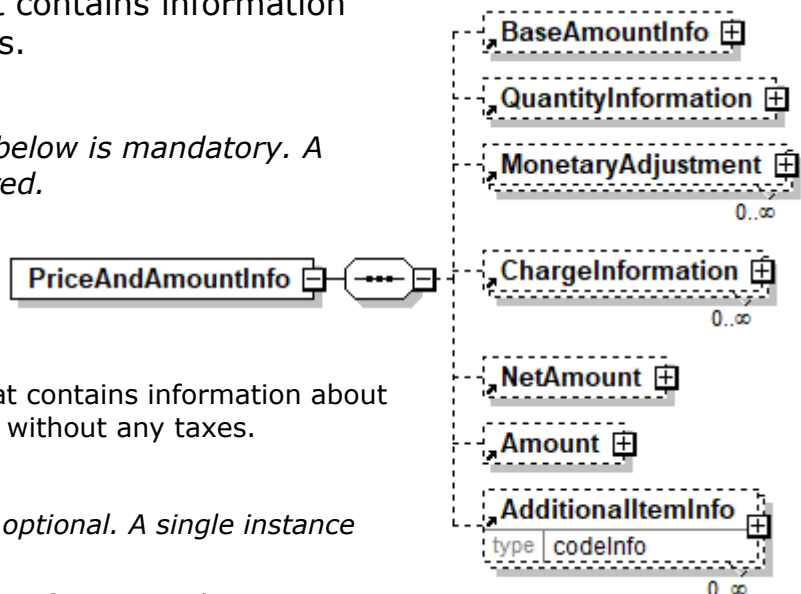 t contains information
s.
below is mandatory. A
red.
at contains information about
without any taxes.
optional. A single instance
PriceAndAmountInfo
BaseAmountInfo
QuantityInformation
MonetaryAdjustment
0..∞
ChargeInformation
0..∞
NetAmount
Amount
AdditionalItemInfo
type codeInfo
0..∞